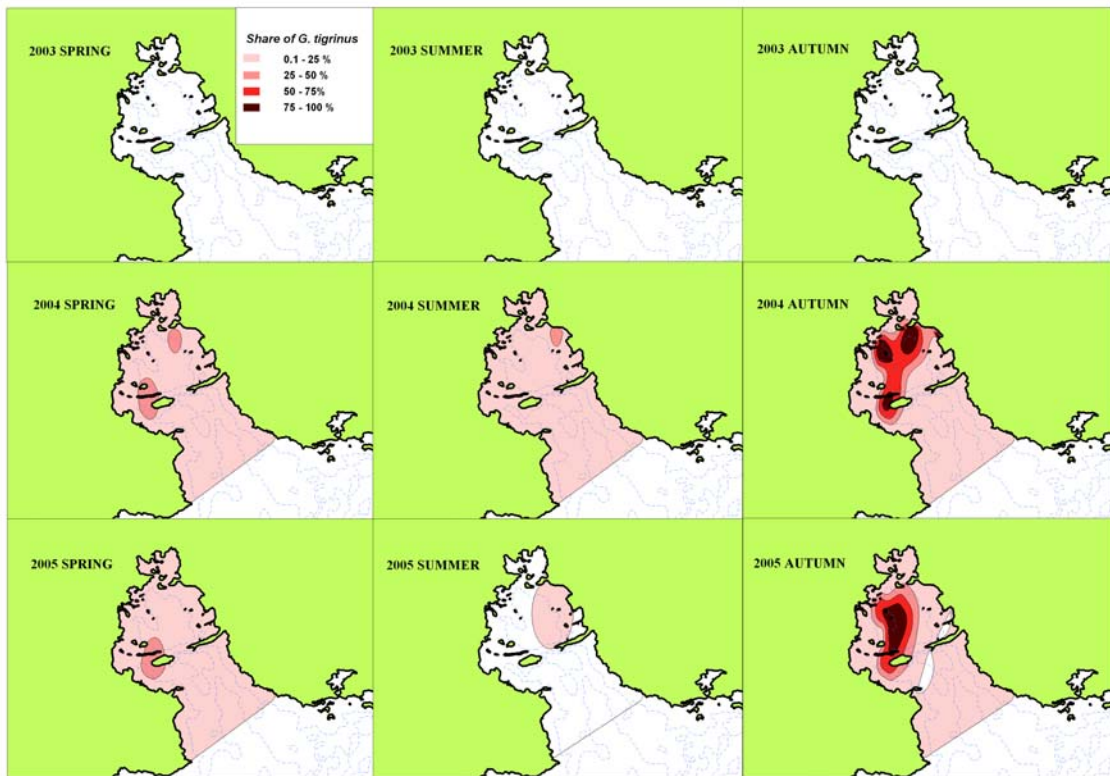 2003 SPRING
Share of G. tigrinus
0.1 - 25 %
25 - 50 %
50 - 75%
75 - 100 %
2003 SUMMER
2003 AUTUMN
2004 SPRING
2004 SUMMER
2004 AUTUMN
2005 SPRING
2005 SUMMER
2005 AUTUMN